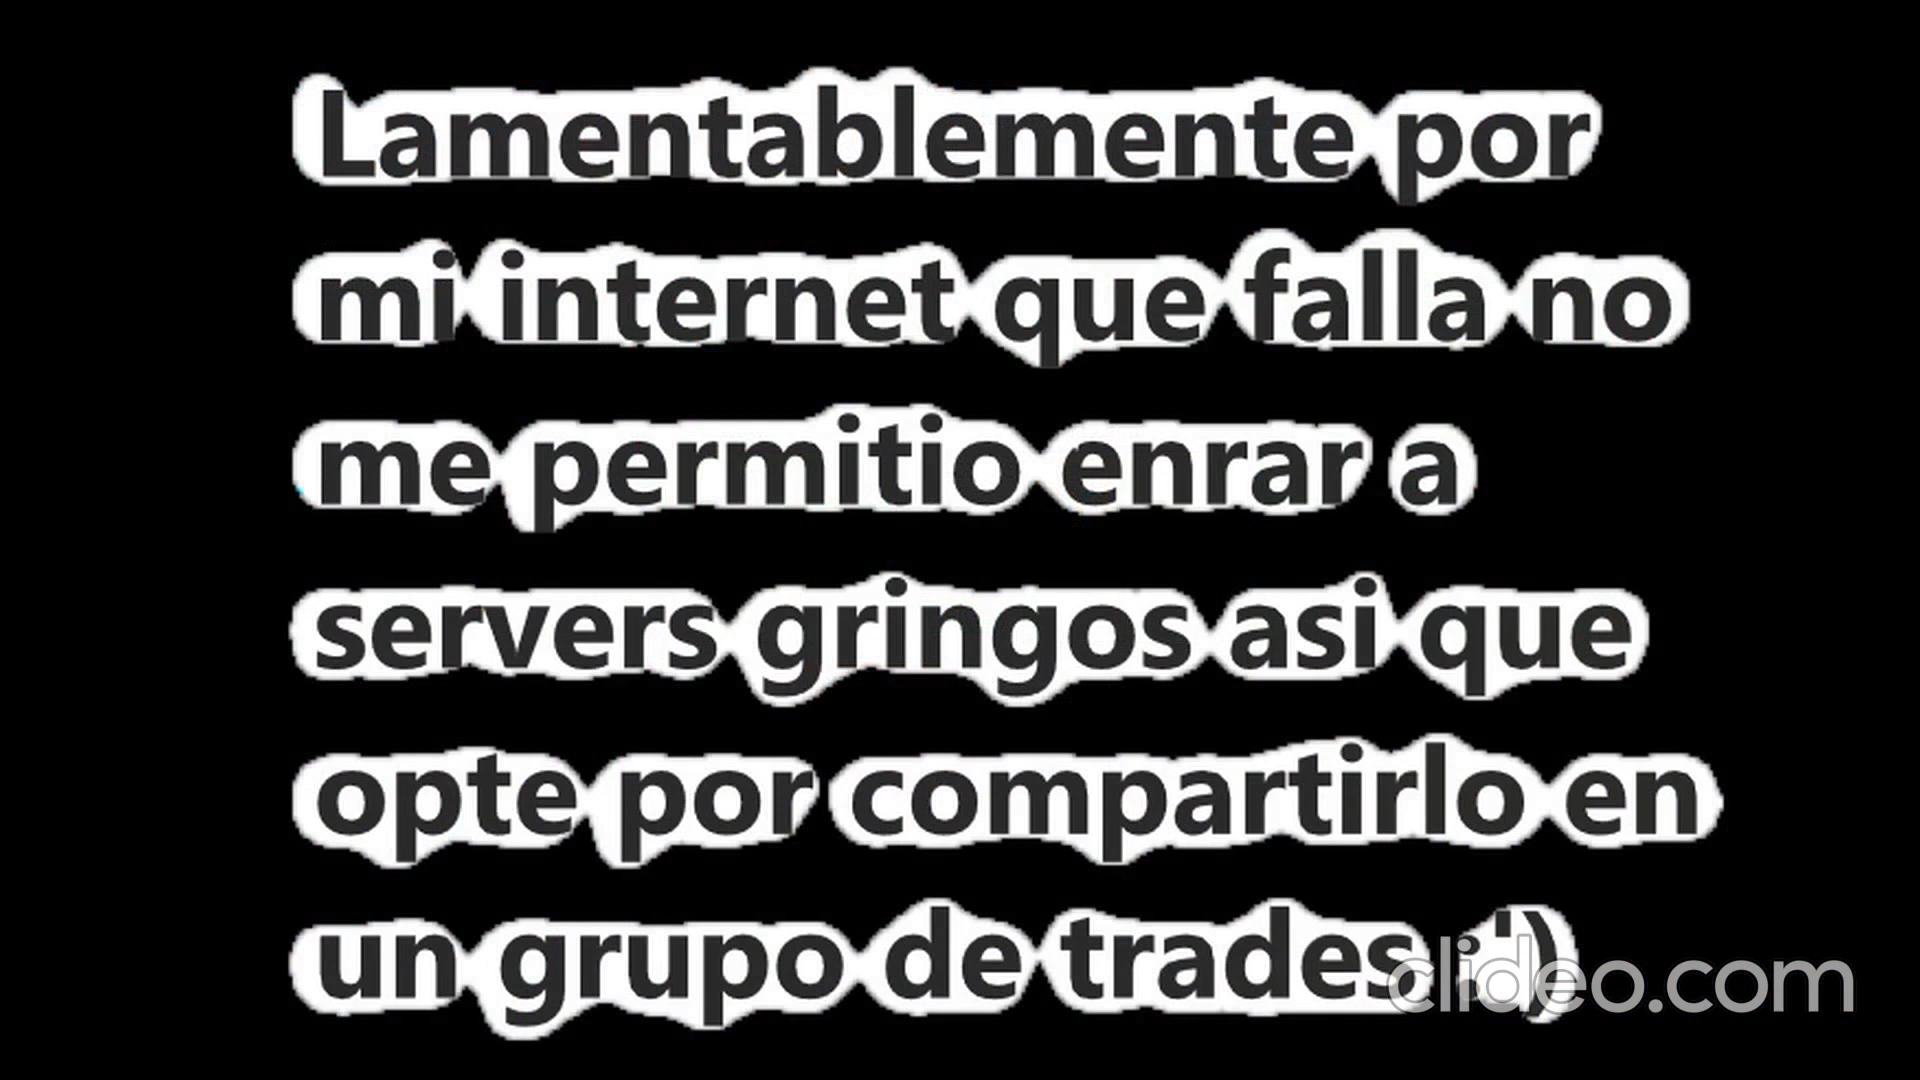 Lamentablemente por
mi internet que falla no
me permitio enrar a
servers gringos asi que
opte por compartirlo en
un grupo de trades :')
clideo.com